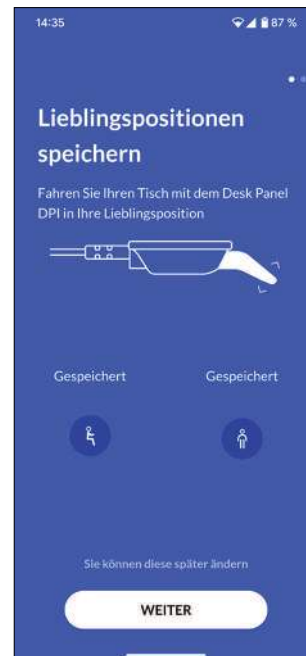 14:35 87 %
Lieblingspositionen
speichern
Fahren Sie Ihren Tisch mit dem Desk Panel
DPI in Ihre Lieblingsposition
Gespeichert Gespeichert
Sie können diese später ändern
WEITER